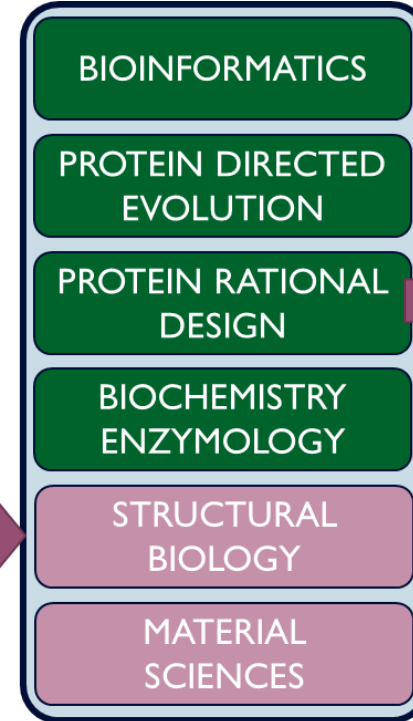 BIOINFORMATICS
PROTEIN DIRECTED
EVOLUTION
PROTEIN RATIONAL
DESIGN
BIOCHEMISTRY
ENZYMOLOGY
STRUCTURAL
BIOLOGY
MATERIAL
SCIENCES